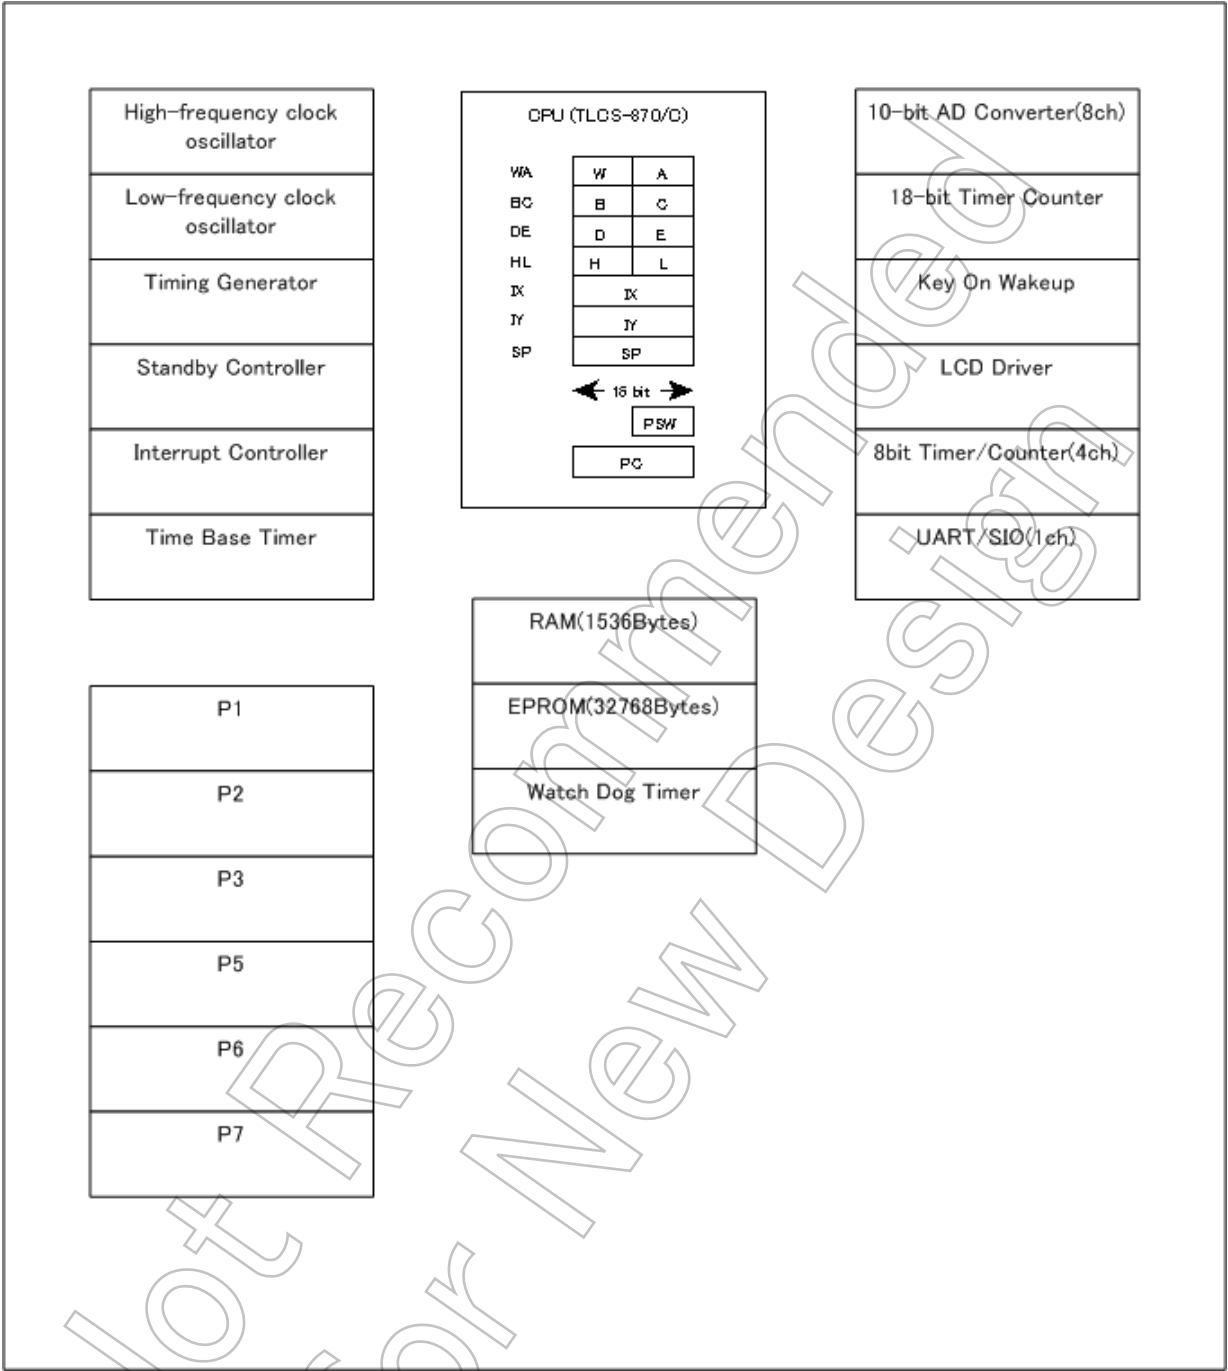 High-frequency clock
oscillator
Low-frequency clock
oscillator
Timing Generator
Standby Controller
Interrupt Controller
Time Base Timer
CPU (TLCS-870/C)
WA W A
BC B C
DE D E
HL H L
IX IX
IY IY
SP SP
16 bit
PSW
PC
10-bit AD Converter(8ch)
18-bit Timer Counter
Key On Wakeup
LCD Driver
8bit Timer/Counter(4ch)
UART/SIO(1ch)
RAM(1536Bytes)
EPROM(32768Bytes)
Watch Dog Timer
P1
P2
P3
P5
P6
P7
Not Recommended
for New Design